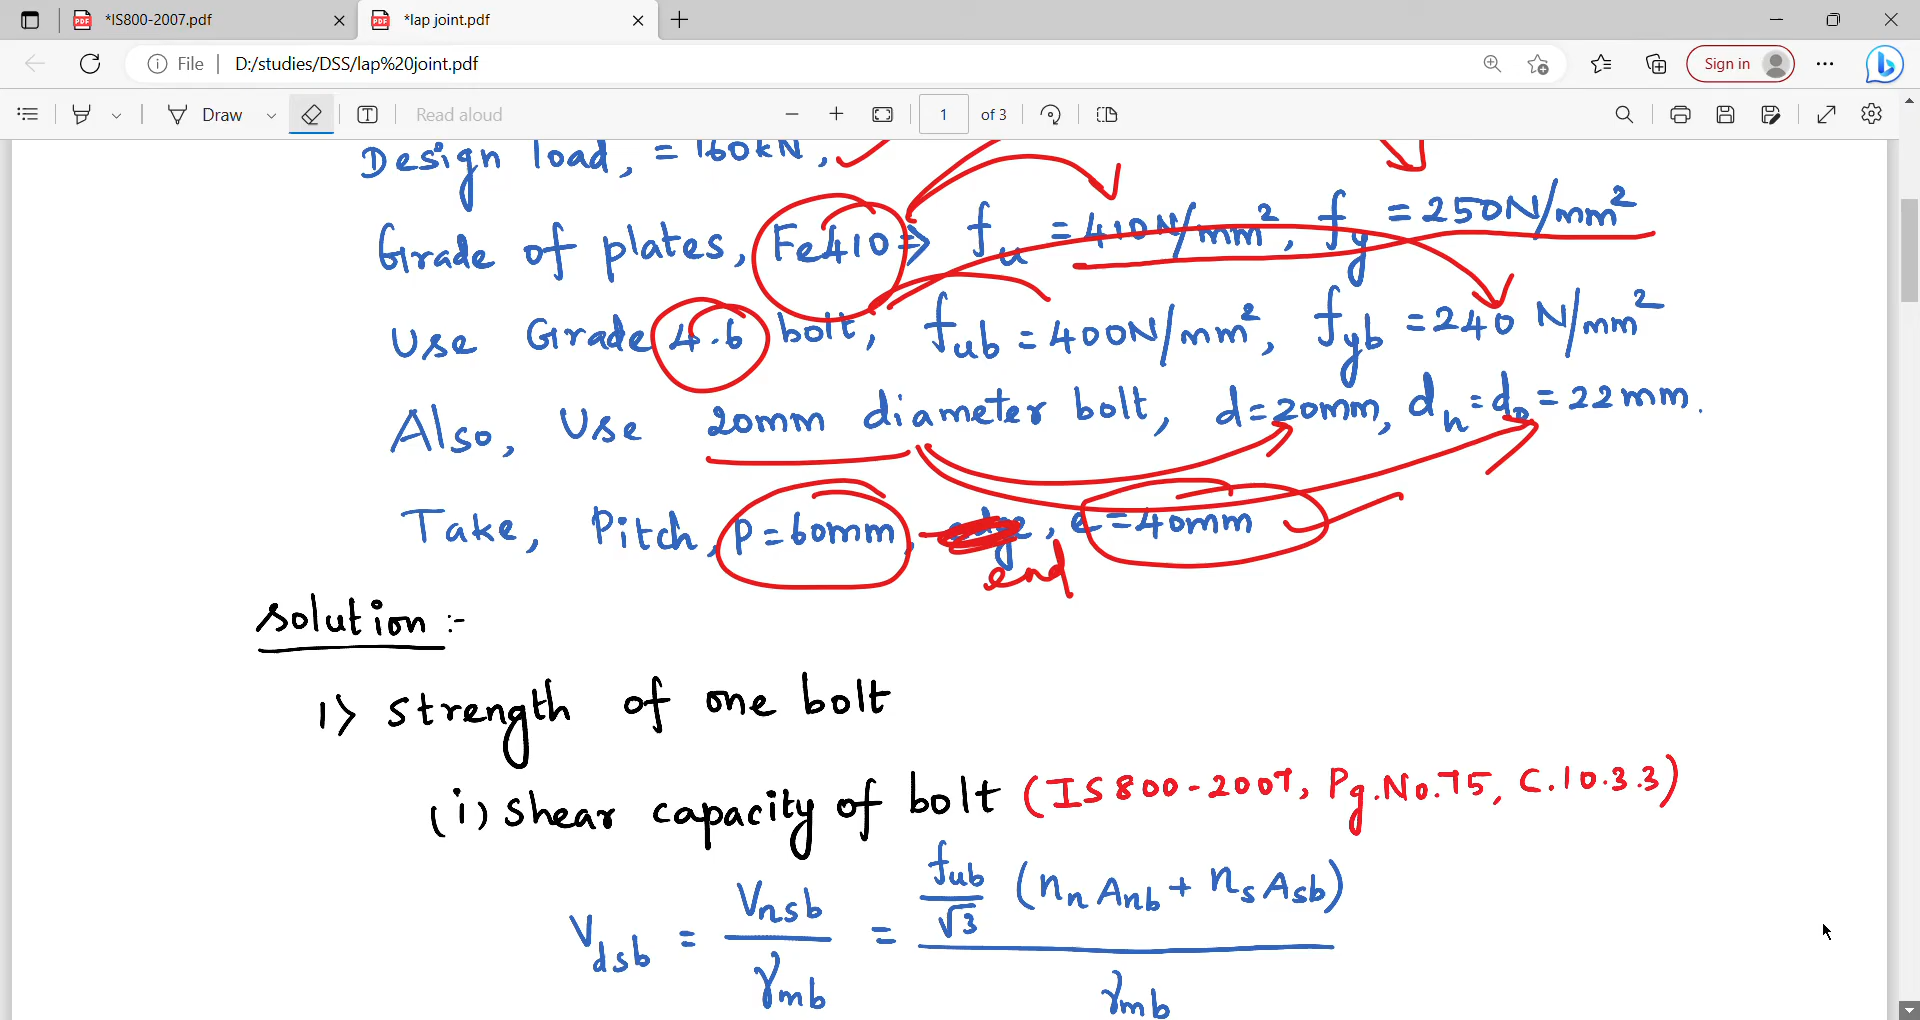 *IS800-2007.pdf
*lap joint.pdf
File | D:/studies/DSS/lap%20joint.pdf
Sign in
Draw
Read aloud
1 of 3
Design load, = 160kN,
Grade of plates, Fe410 => fu = 410N/mm², fy = 250N/mm²
Use Grade 4.6 bolt, fub = 400N/mm², fyb = 240 N/mm²
Also, Use 20mm diameter bolt, d=20mm, dh=do=22mm.
Take, Pitch, P=60mm, edge, e=40mm
end
Solution :-
1) Strength of one bolt
(i) Shear capacity of bolt (IS 800-2007, Pg.No.75, C.10.3.3)
Vdsb = Vnsb/γmb = fub/√3 (nn Anb + ns Asb)/γmb